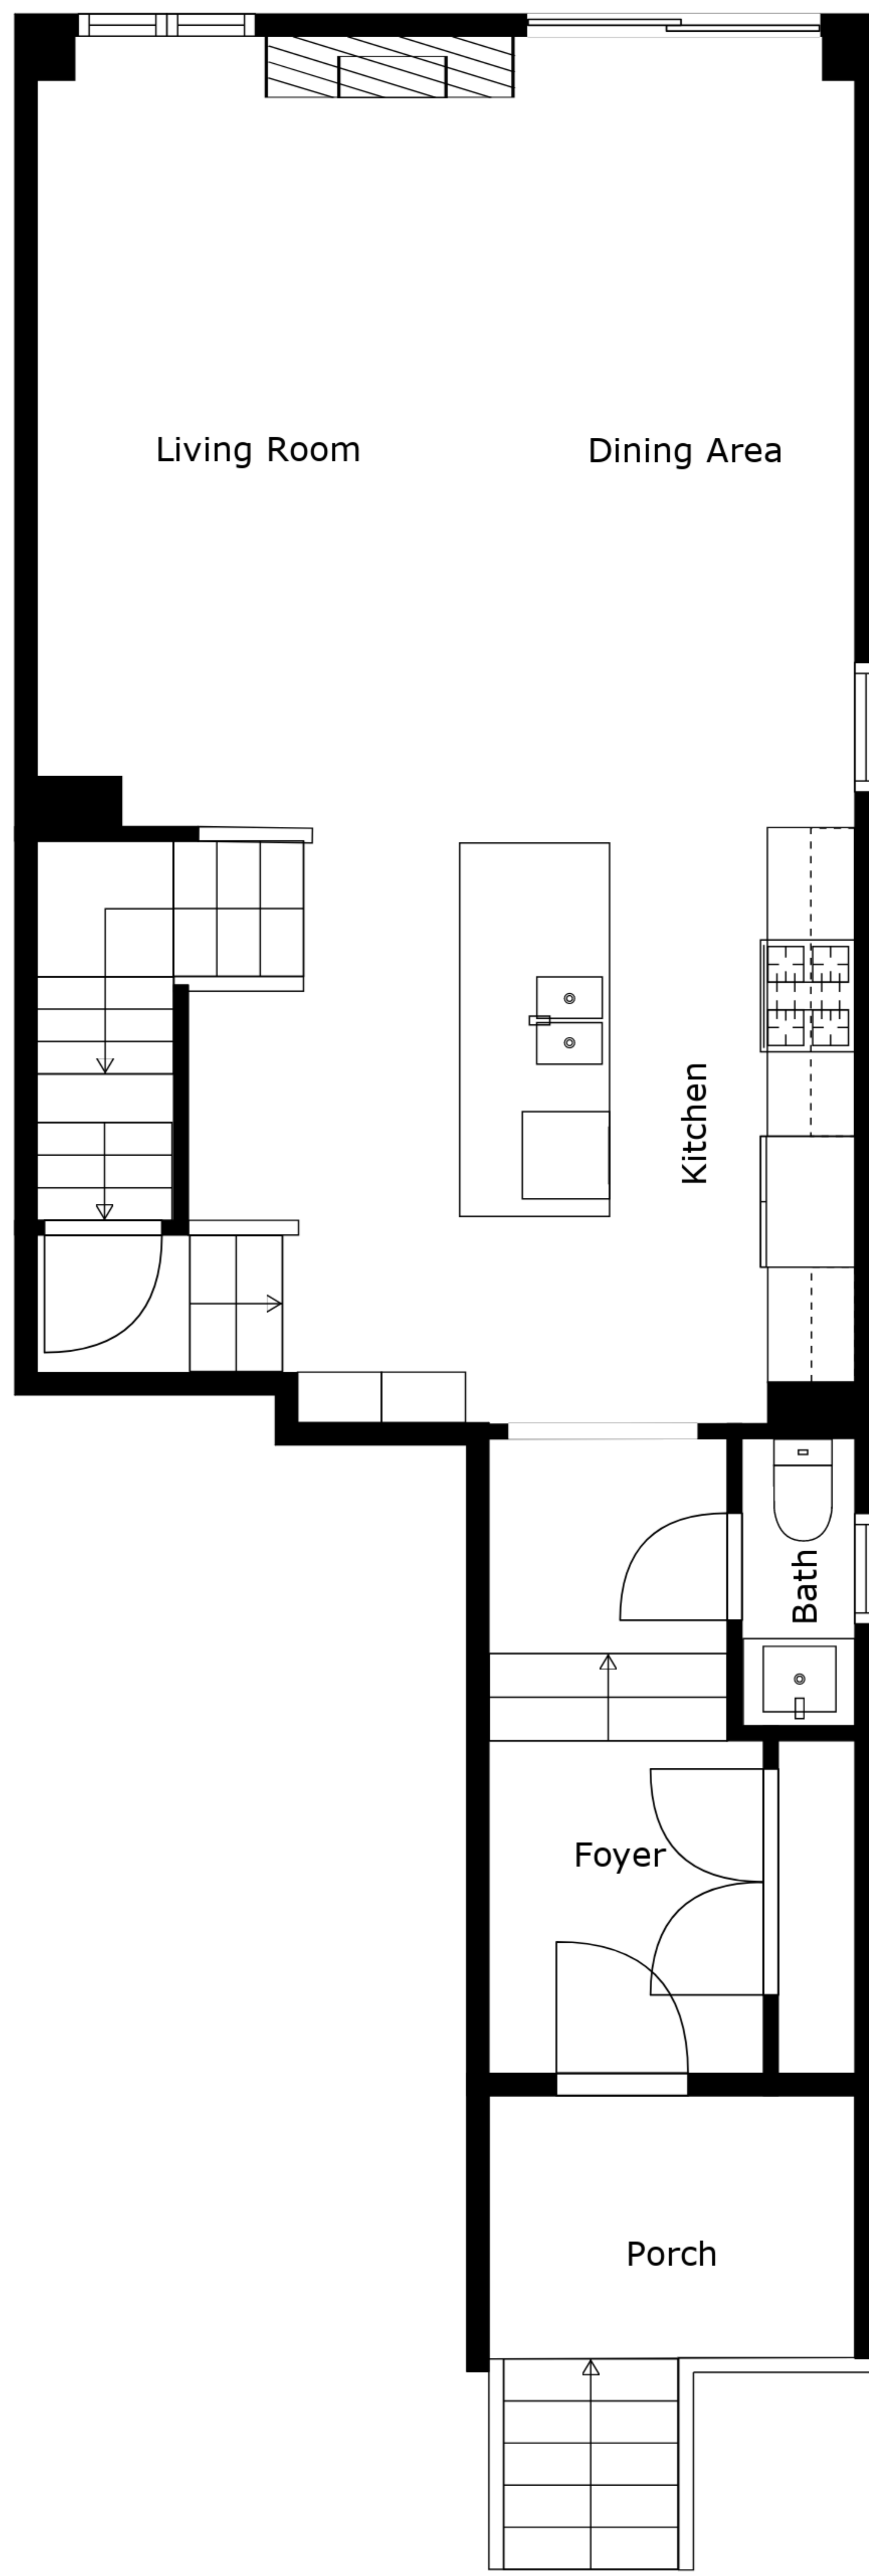 Living Room
Dining Area
Kitchen
Bath
Foyer
Porch